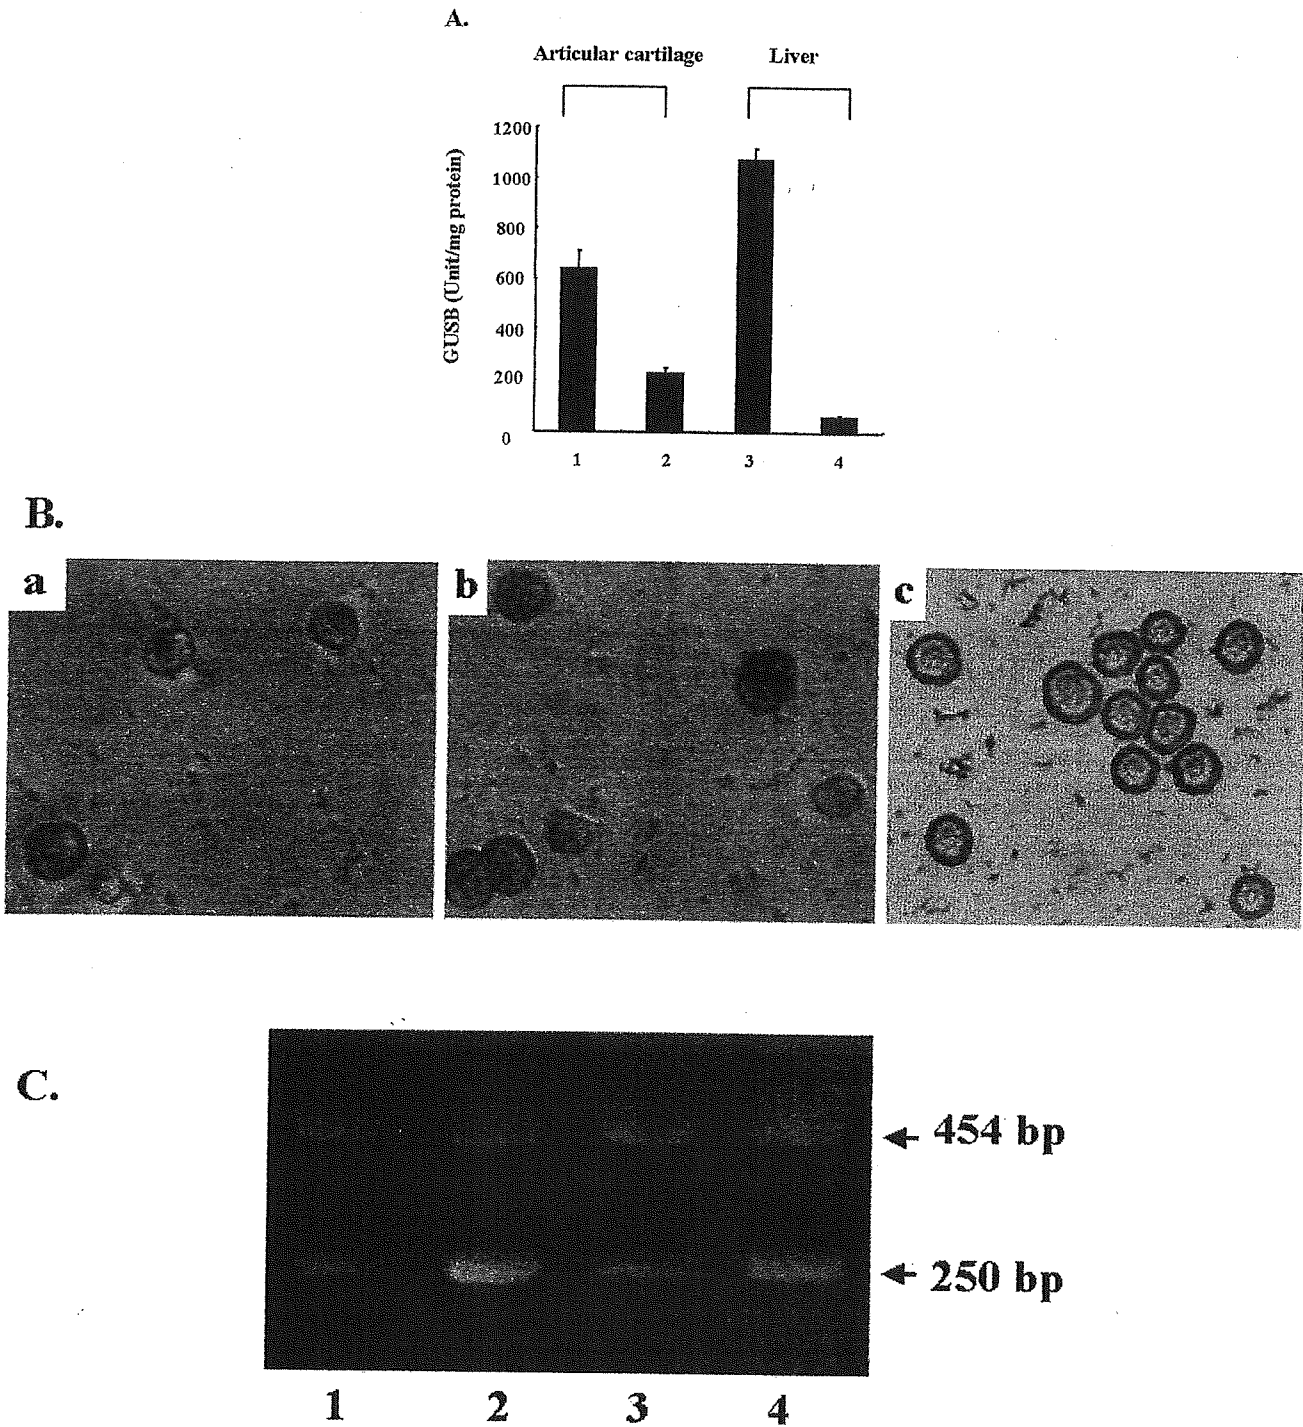 A.
Articular cartilage Liver
1200
1000
800
600
400
200
0
GUSB (Unit/mg protein)
1 2 3 4
B.
a b c
C.
454 bp
250 bp
1 2 3 4